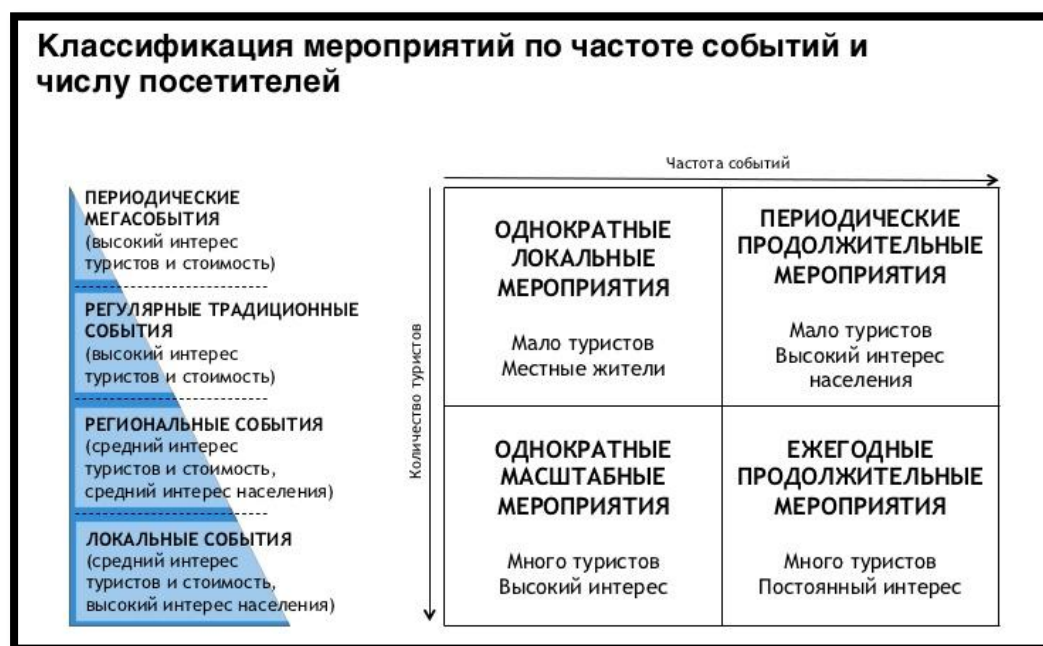 Классификация мероприятий по частоте событий и
числу посетителей
ПЕРИОДИЧЕСКИЕ
МЕГАСОБЫТИЯ
(высокий интерес
туристов и стоимость)
РЕГУЛЯРНЫЕ ТРАДИЦИОННЫЕ
СОБЫТИЯ
(высокий интерес
туристов и стоимость)
РЕГИОНАЛЬНЫЕ СОБЫТИЯ
(средний интерес
туристов и стоимость,
средний интерес населения)
ЛОКАЛЬНЫЕ СОБЫТИЯ
(средний интерес
туристов и стоимость,
высокий интерес населения)
Частота событий
Количество туристов
ОДНОКРАТНЫЕ
ЛОКАЛЬНЫЕ
МЕРОПРИЯТИЯ
Мало туристов
Местные жители
ПЕРИОДИЧЕСКИЕ
ПРОДОЛЖИТЕЛЬНЫЕ
МЕРОПРИЯТИЯ
Мало туристов
Высокий интерес
населения
ОДНОКРАТНЫЕ
МАСШТАБНЫЕ
МЕРОПРИЯТИЯ
Много туристов
Высокий интерес
ЕЖЕГОДНЫЕ
ПРОДОЛЖИТЕЛЬНЫЕ
МЕРОПРИЯТИЯ
Много туристов
Постоянный интерес